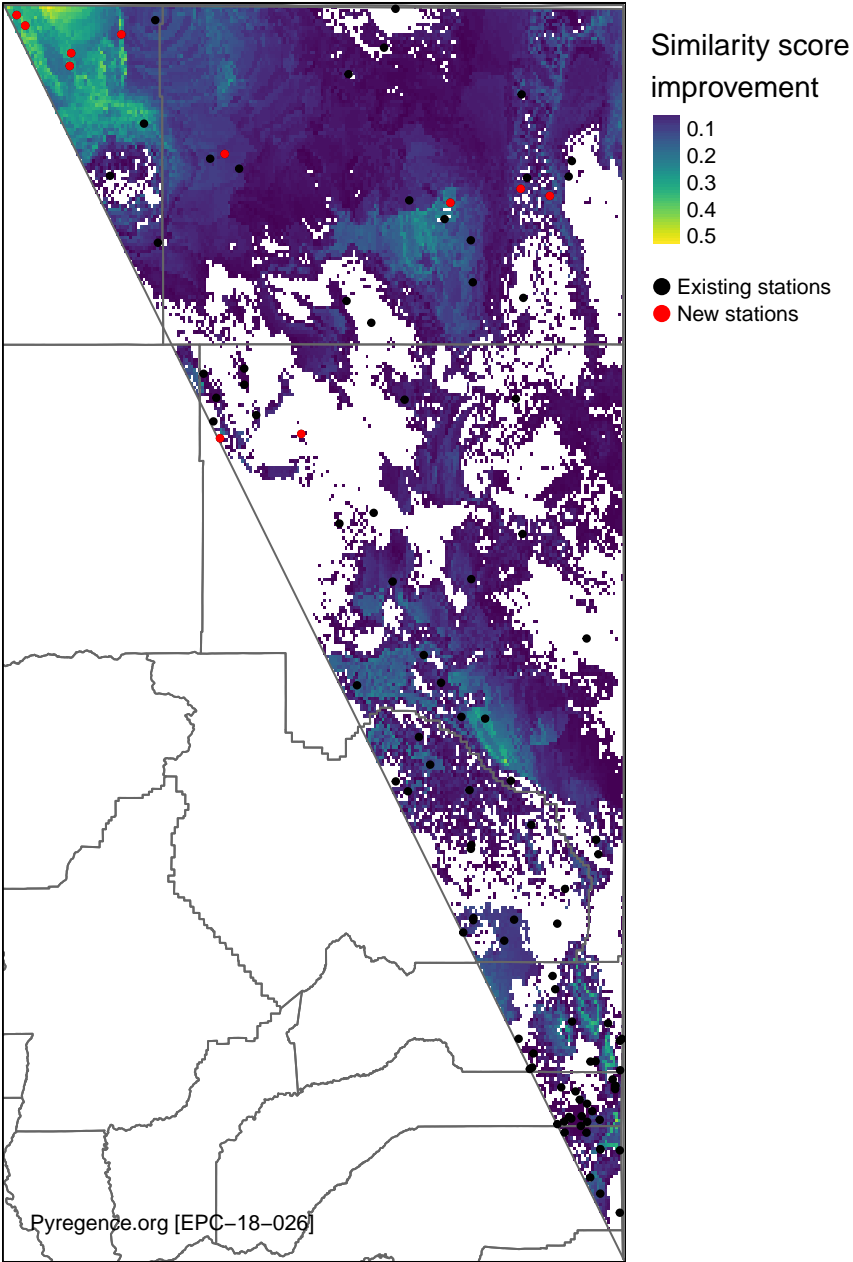 Similarity score
improvement
0.1
0.2
0.3
0.4
0.5
Existing stations
New stations
Pyregence.org [EPC−18−026]